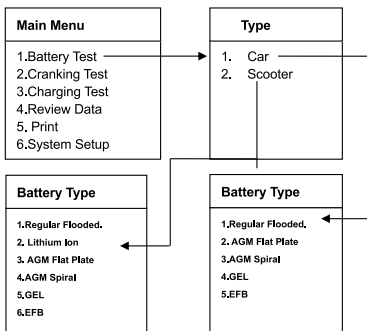 Main Menu
1.Battery Test
2.Cranking Test
3.Charging Test
4.Review Data
5. Print
6.System Setup
Type
1. Car
2. Scooter
Battery Type
1.Regular Flooded.
2. Lithium Ion
3. AGM Flat Plate
4.AGM Spiral
5.GEL
6.EFB
Battery Type
1.Regular Flooded.
2. AGM Flat Plate
3.AGM Spiral
4.GEL
5.EFB